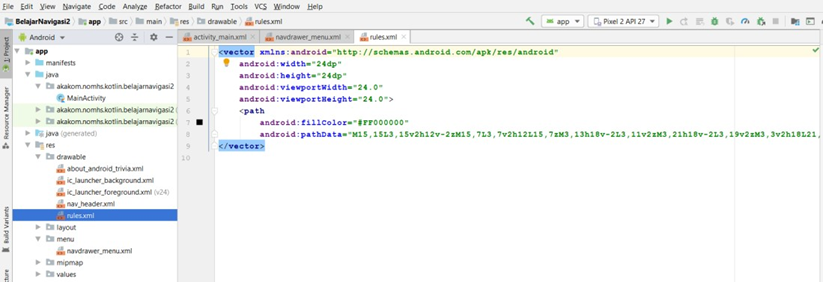 File Edit View Navigate Code Analyze Refactor Build Run Tools VCS Window Help
BelajarNavigasi2 app src main res drawable rules.xml
app Pixel 2 API 27
Android
activity_main.xml navdrawer_menu.xml rules.xml
1: Project
Resource Manager
Build Variants
app
manifests
java
akakom.nomhs.kotlin.belajarnavigasi2
MainActivity
akakom.nomhs.kotlin.belajarnavigasi2
akakom.nomhs.kotlin.belajarnavigasi2
java (generated)
res
drawable
about_android_trivia.xml
ic_launcher_background.xml
ic_launcher_foreground.xml (v24)
nav_header.xml
rules.xml
layout
menu
navdrawer_menu.xml
mipmap
values
1 <vector xmlns:android="http://schemas.android.com/apk/res/android"
2 android:width="24dp"
3 android:height="24dp"
4 android:viewportWidth="24.0"
5 android:viewportHeight="24.0">
6 <path
7 android:fillColor="#FF000000"
8 android:pathData="M15,15L3,15v2h12v-2zM15,7L3,7v2h12L15,7zM3,13h18v-2L3,11v2zM3,21h18v-2L3,19v2zM3,3v2h18L21,
9 </vector>
10